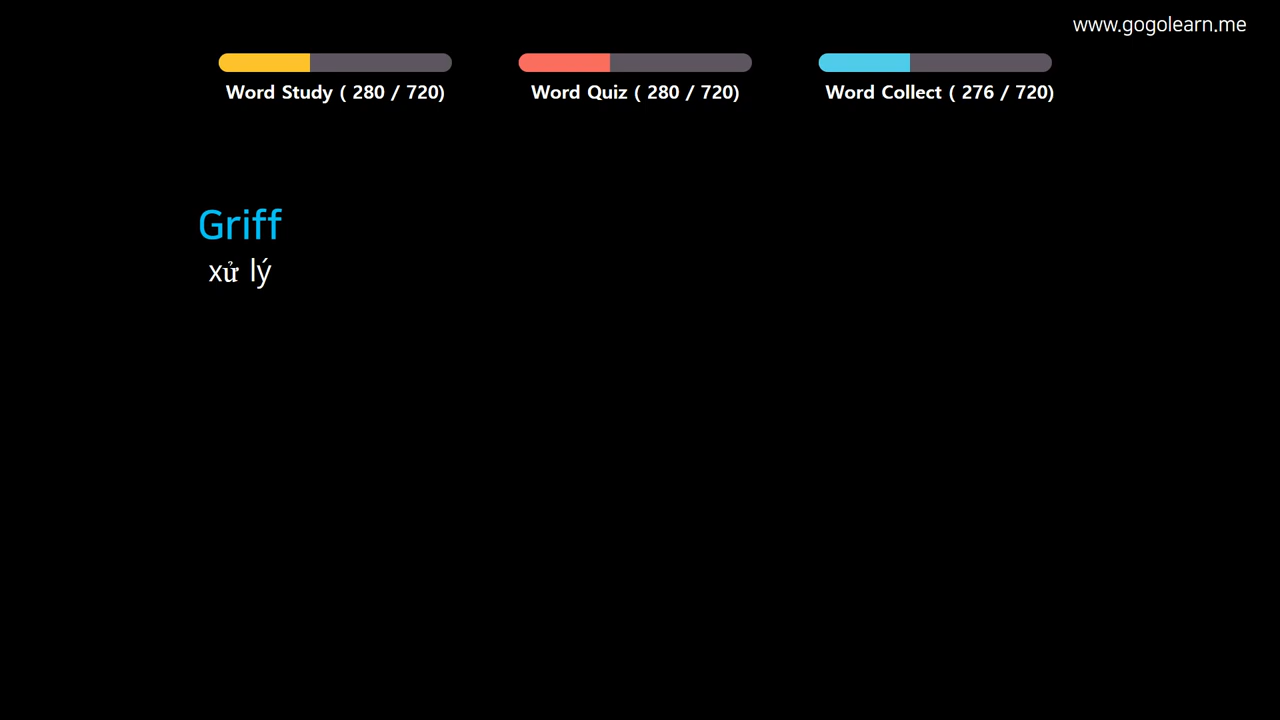 www.gogolearn.me
Word Study ( 280 / 720)
Word Quiz ( 280 / 720)
Word Collect ( 276 / 720)
Griff
xử lý